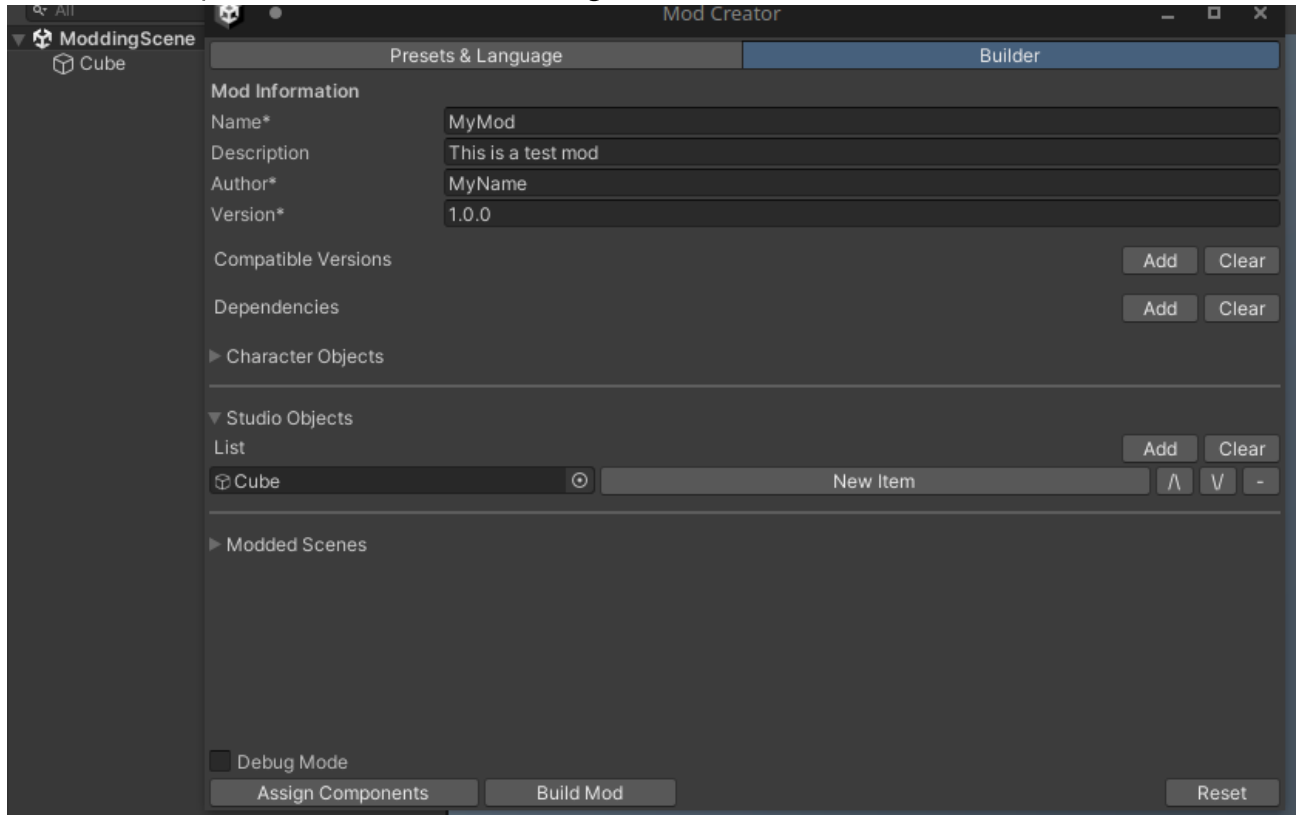 All
Mod Creator
ModdingScene
Cube
Presets & Language
Builder
Mod Information
Name*
MyMod
Description
This is a test mod
Author*
MyName
Version*
1.0.0
Compatible Versions
Add
Clear
Dependencies
Add
Clear
Character Objects
Studio Objects
List
Add
Clear
Cube
New Item
/\
\/
-
Modded Scenes
Debug Mode
Assign Components
Build Mod
Reset